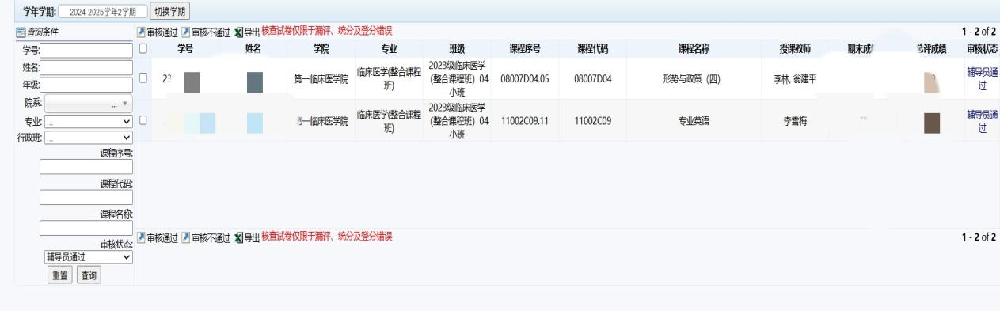 学年学期: 2024-2025学年2学期 切换学期
查询条件
学号:
姓名:
年级:
院系: ...
专业: ...
行政班: ...
课程序号:
课程代码:
课程名称:
审核状态:
辅导员通过
重置 查询
审核通过 审核不通过 导出 核查试卷仅限于漏评、统分及登分错误 1 - 2 of 2
学号 姓名 学院 专业 班级 课程序号 课程代码 课程名称 授课教师 期末成 总评成绩 审核状态
第一临床医学院 临床医学(整合课程班) 2023级临床医学(整合课程班) 04小班 08007D04.05 08007D04 形势与政策（四） 李林, 翁建平 辅导员通过
一临床医学院 临床医学(整合课程班) 2023级临床医学(整合课程班) 04小班 11002C09.11 11002C09 专业英语 李雪梅 辅导员通过
审核通过 审核不通过 导出 核查试卷仅限于漏评、统分及登分错误 1 - 2 of 2